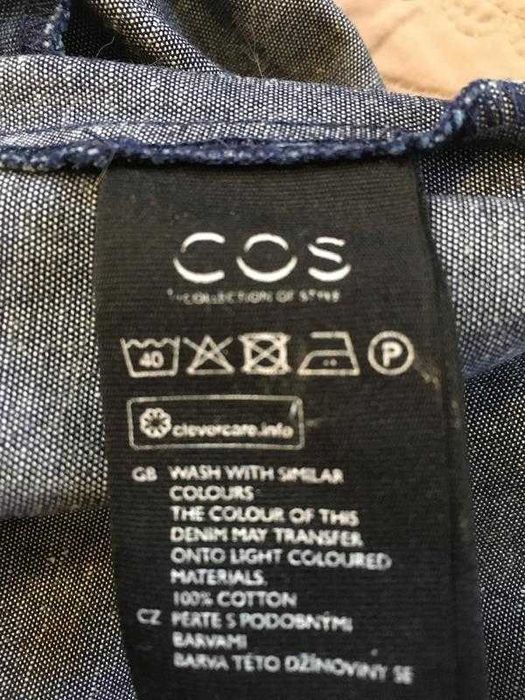 COS
COLLECTION OF STYLE
40 P
clevercare.info
GB WASH WITH SIMILAR
COLOURS
THE COLOUR OF THIS
DENIM MAY TRANSFER
ONTO LIGHT COLOURED
MATERIALS.
100% COTTON
CZ PERTE S PODOBNÝMI
BARVAMI
BARVA TÉTO DŽÍNOVINY SE